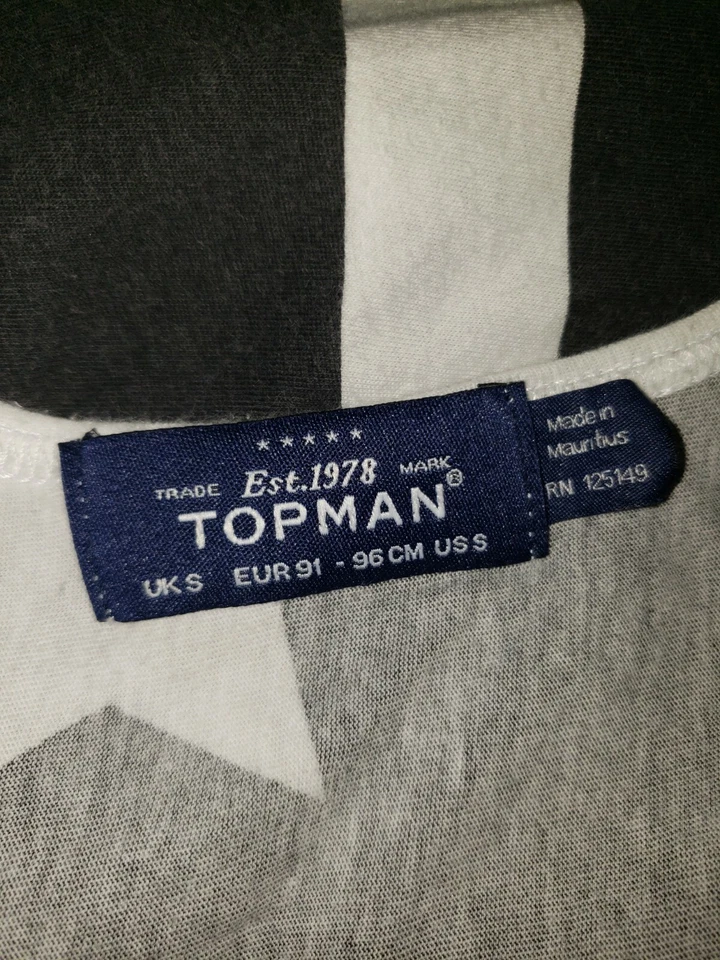 ★★★★★
TRADE Est.1978 MARK
TOPMAN®
UK S EUR 91 - 96 CM US S
Made in
Mauritius
RN 125149